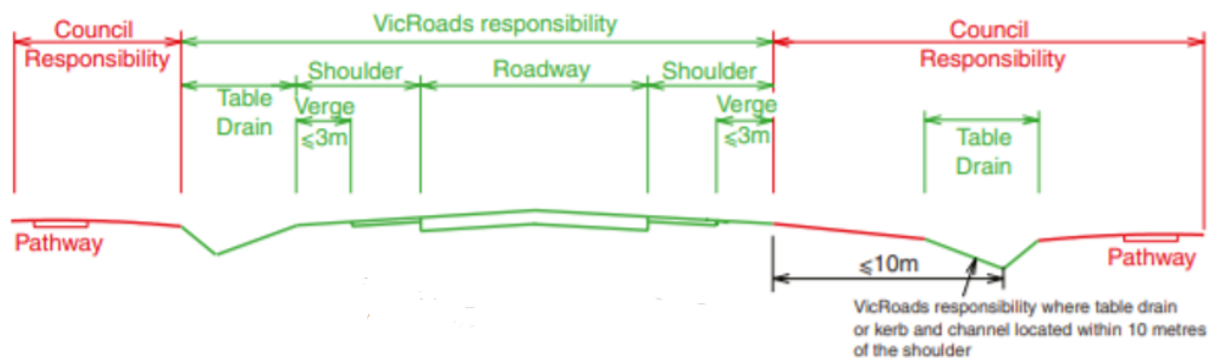 Council
Responsibility
VicRoads responsibility
Council
Responsibility
Shoulder
Roadway
Shoulder
Table
Drain
Verge
⩽3m
Verge
⩽3m
Table
Drain
Pathway
⩽10m
Pathway
VicRoads responsibility where table drain
or kerb and channel located within 10 metres
of the shoulder